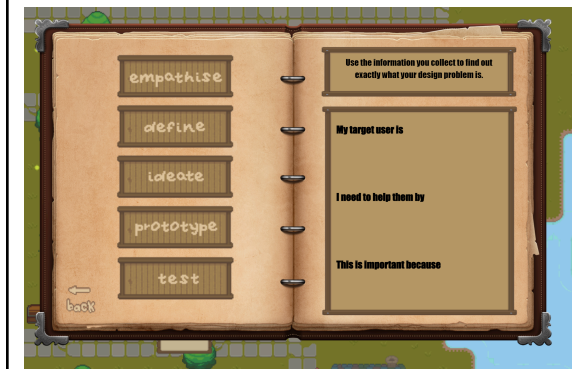 empathise
define
ideate
prototype
test
back
Use the information you collect to find out
exactly what your design problem is.
My target user is
I need to help them by
This is important because